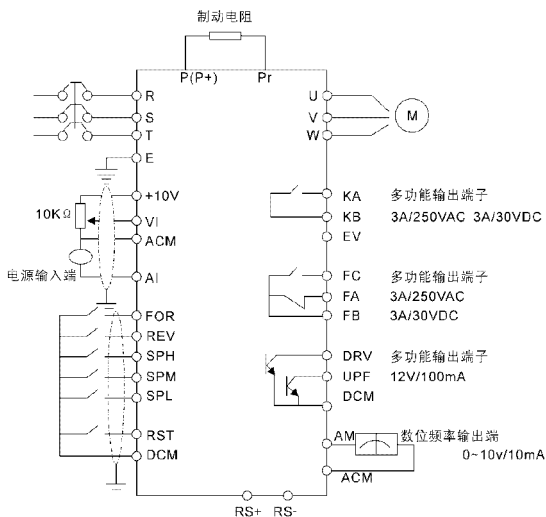 制动电阻
P(P+) Pr
R
S
T
E
+10V
10KΩ
VI
ACM
电源输入端
AI
FOR
REV
SPH
SPM
SPL
RST
DCM
U
V
W
M
KA 多功能输出端子
KB 3A/250VAC 3A/30VDC
EV
FC 多功能输出端子
FA 3A/250VAC
FB 3A/30VDC
DRV 多功能输出端子
UPF 12V/100mA
DCM
AM 数位频率输出端
0~10v/10mA
ACM
RS+ RS-